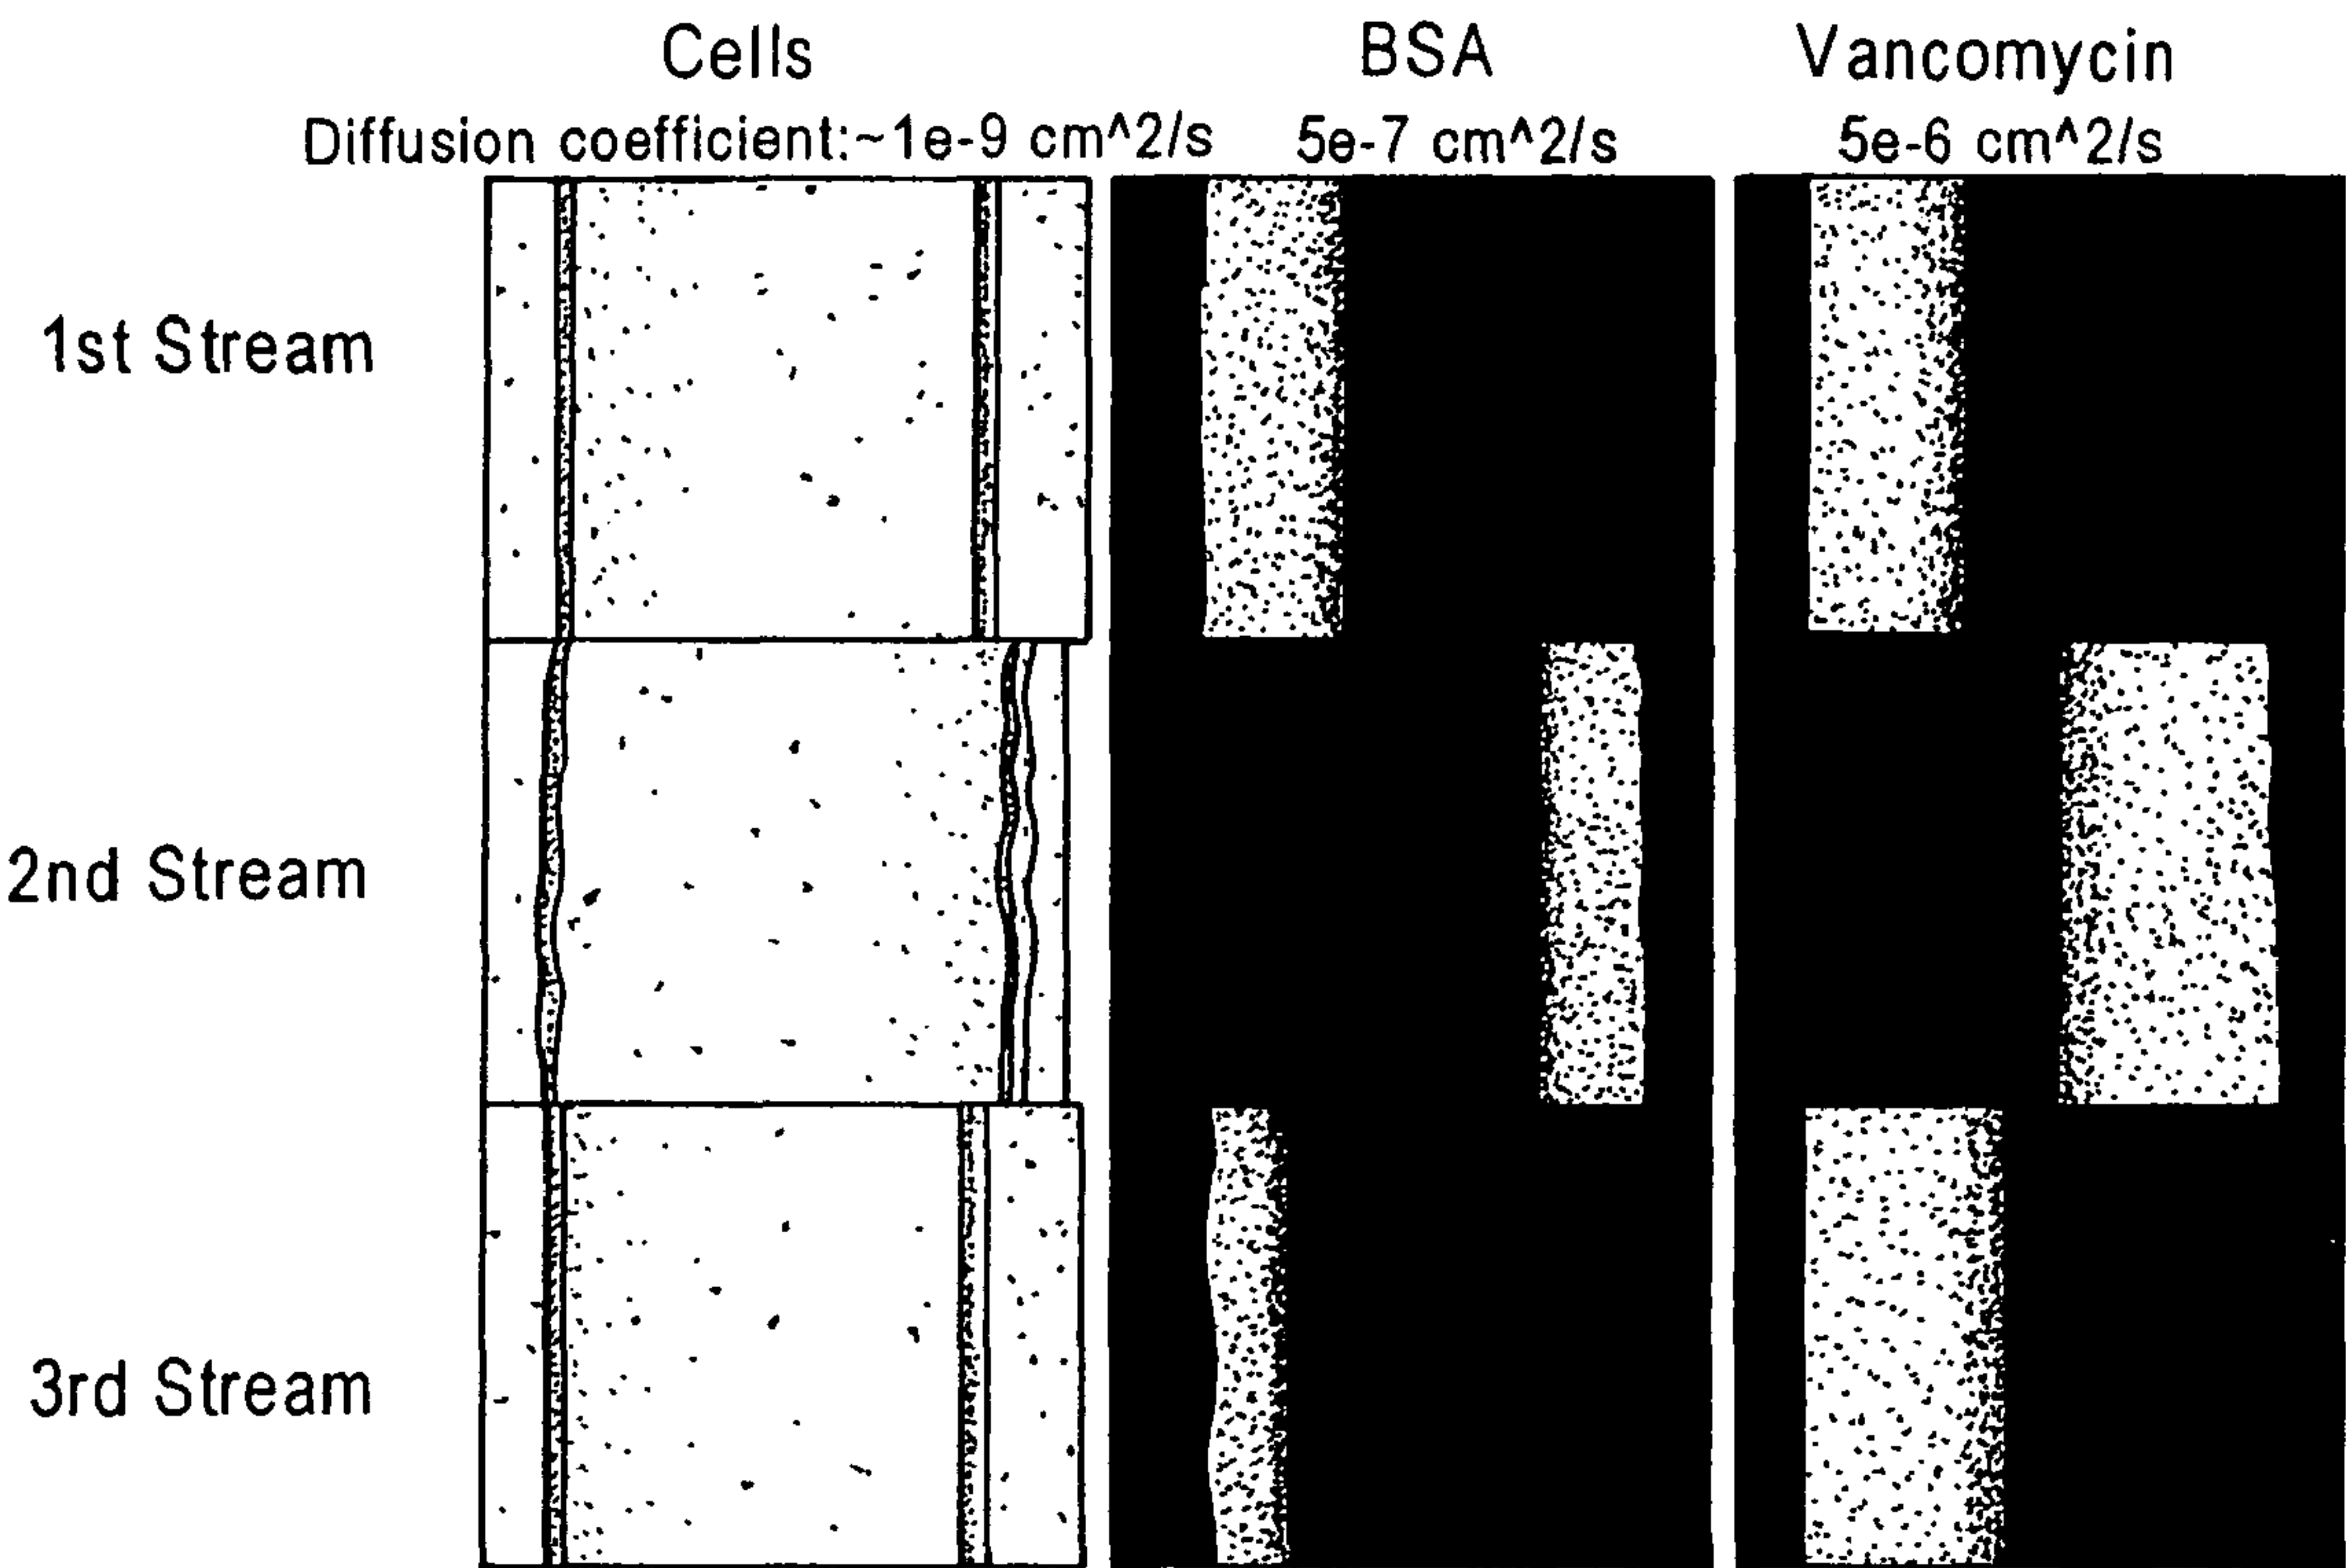 Cells BSA Vancomycin
Diffusion coefficient:~1e-9 cm^2/s 5e-7 cm^2/s 5e-6 cm^2/s
1st Stream
2nd Stream
3rd Stream